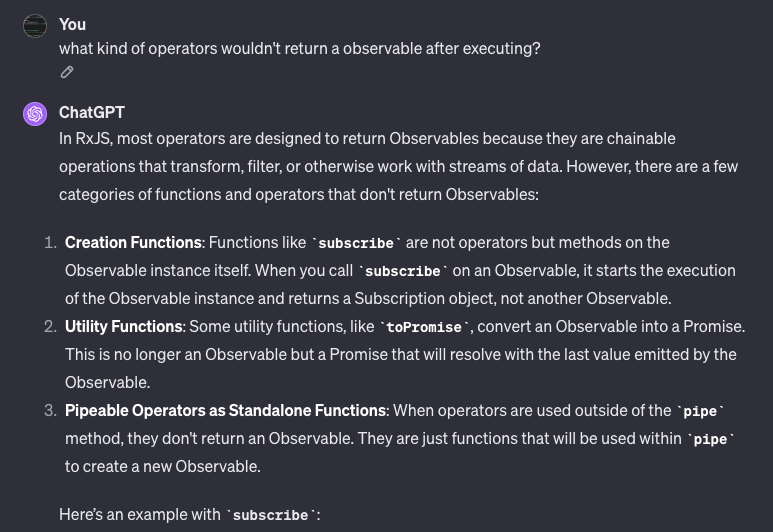 You
what kind of operators wouldn't return a observable after executing?
ChatGPT
In RxJS, most operators are designed to return Observables because they are chainable
operations that transform, filter, or otherwise work with streams of data. However, there are a few
categories of functions and operators that don't return Observables:
1. Creation Functions: Functions like `subscribe` are not operators but methods on the
Observable instance itself. When you call `subscribe` on an Observable, it starts the execution
of the Observable instance and returns a Subscription object, not another Observable.
2. Utility Functions: Some utility functions, like `toPromise`, convert an Observable into a Promise.
This is no longer an Observable but a Promise that will resolve with the last value emitted by the
Observable.
3. Pipeable Operators as Standalone Functions: When operators are used outside of the `pipe`
method, they don't return an Observable. They are just functions that will be used within `pipe`
to create a new Observable.
Here's an example with `subscribe`: